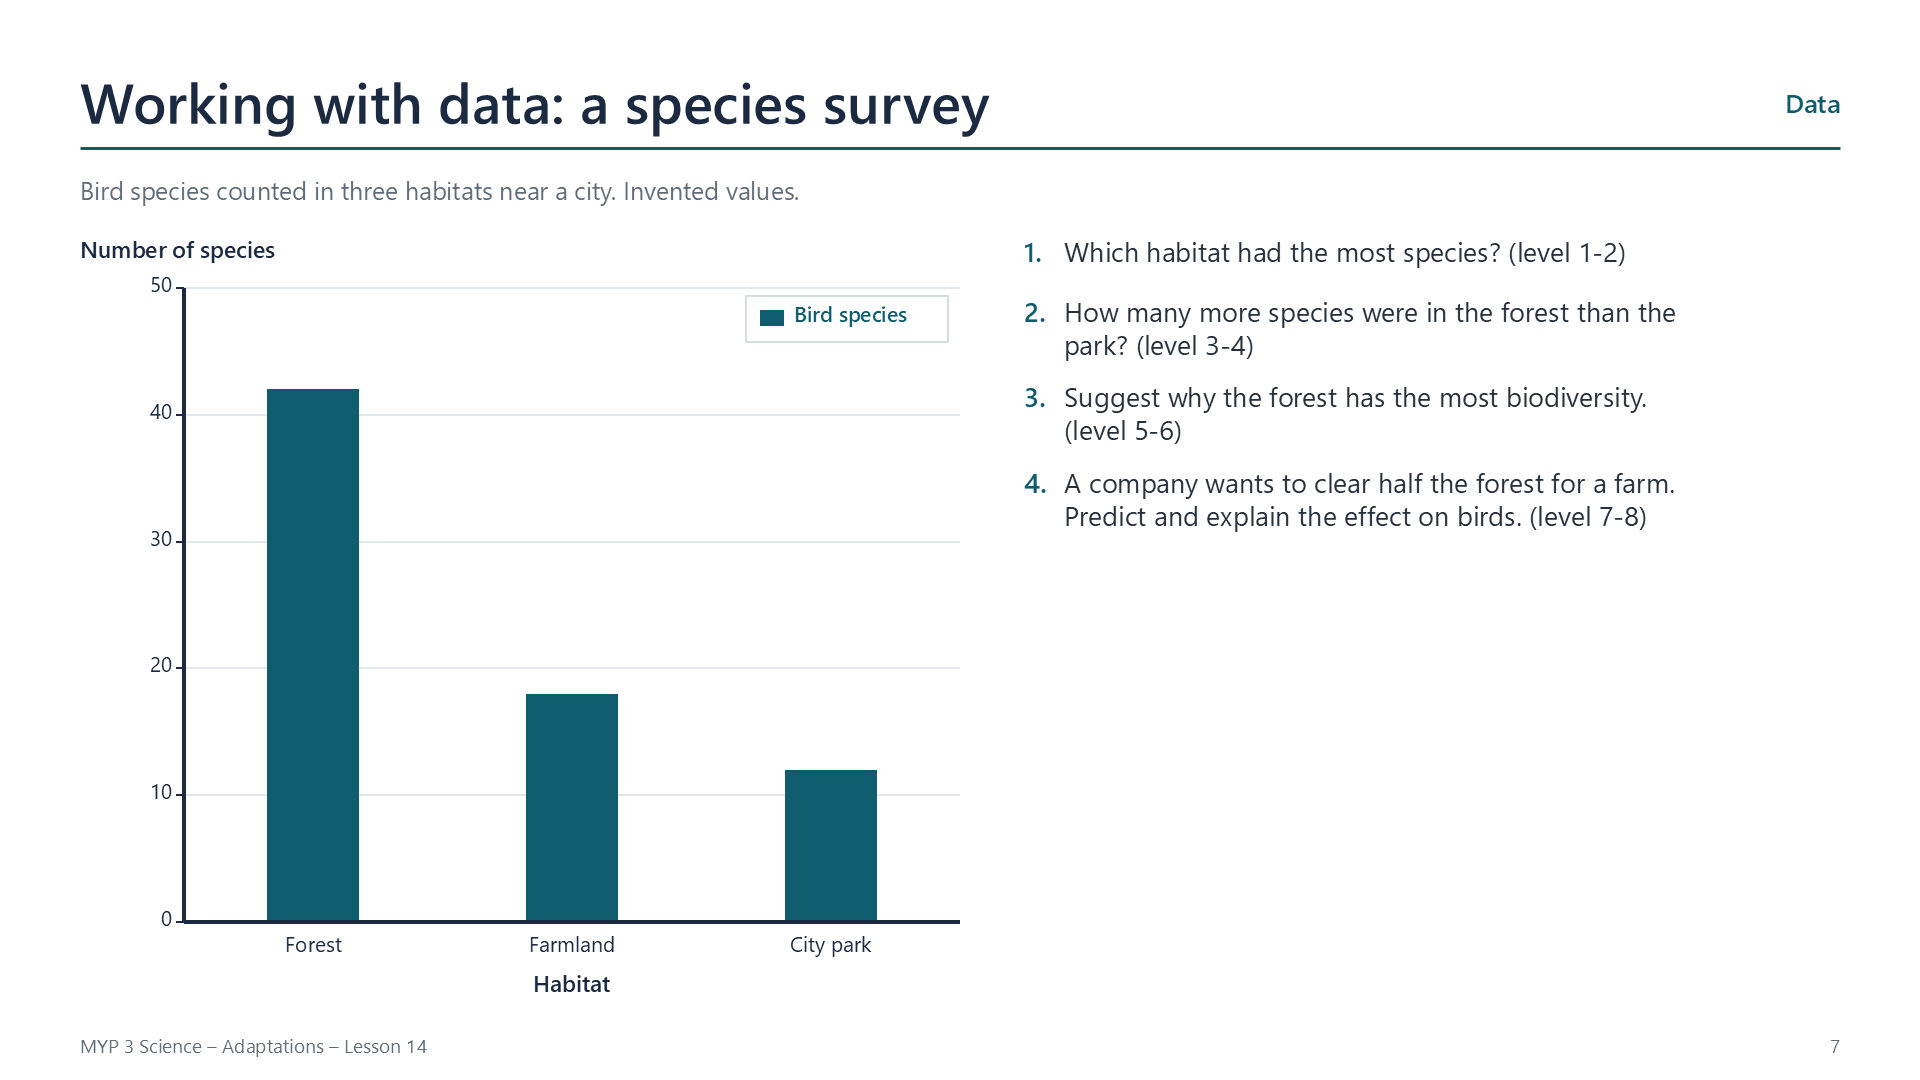 Working with data: a species survey
Data
Bird species counted in three habitats near a city. Invented values.
Number of species
50
40
30
20
10
0
Bird species
Forest
Farmland
City park
Habitat
1. Which habitat had the most species? (level 1-2)
2. How many more species were in the forest than the
park? (level 3-4)
3. Suggest why the forest has the most biodiversity.
(level 5-6)
4. A company wants to clear half the forest for a farm.
Predict and explain the effect on birds. (level 7-8)
MYP 3 Science – Adaptations – Lesson 14
7